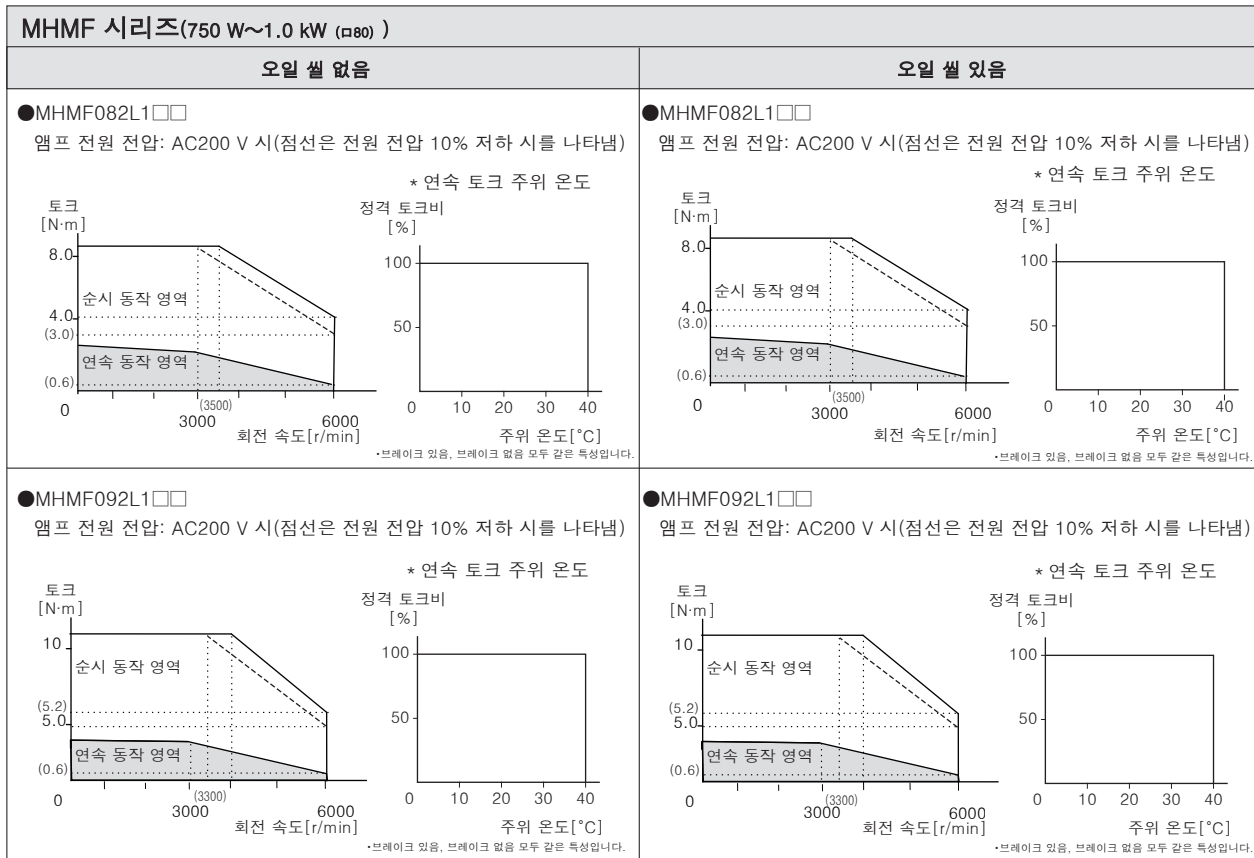 MHMF 시리즈(750 W～1.0 kW (□80) )
오일 씰 없음
오일 씰 있음
●MHMF082L1□□
앰프 전원 전압: AC200 V 시(점선은 전원 전압 10% 저하 시를 나타냄)
* 연속 토크 주위 온도
토크
[N·m]
8.0
4.0
(3.0)
(0.6)
0
순시 동작 영역
연속 동작 영역
(3500)
3000
6000
회전 속도[r/min]
정격 토크비
[%]
100
50
0
10
20
30
40
주위 온도[°C]
•브레이크 있음, 브레이크 없음 모두 같은 특성입니다.
●MHMF082L1□□
앰프 전원 전압: AC200 V 시(점선은 전원 전압 10% 저하 시를 나타냄)
* 연속 토크 주위 온도
토크
[N·m]
8.0
4.0
(3.0)
(0.6)
0
순시 동작 영역
연속 동작 영역
(3500)
3000
6000
회전 속도[r/min]
정격 토크비
[%]
100
50
0
10
20
30
40
주위 온도[°C]
•브레이크 있음, 브레이크 없음 모두 같은 특성입니다.
●MHMF092L1□□
앰프 전원 전압: AC200 V 시(점선은 전원 전압 10% 저하 시를 나타냄)
* 연속 토크 주위 온도
토크
[N·m]
10
(5.2)
5.0
(0.6)
0
순시 동작 영역
연속 동작 영역
(3300)
3000
6000
회전 속도[r/min]
정격 토크비
[%]
100
50
0
10
20
30
40
주위 온도[°C]
•브레이크 있음, 브레이크 없음 모두 같은 특성입니다.
●MHMF092L1□□
앰프 전원 전압: AC200 V 시(점선은 전원 전압 10% 저하 시를 나타냄)
* 연속 토크 주위 온도
토크
[N·m]
10
(5.2)
5.0
(0.6)
0
순시 동작 영역
연속 동작 영역
(3300)
3000
6000
회전 속도[r/min]
정격 토크비
[%]
100
50
0
10
20
30
40
주위 온도[°C]
•브레이크 있음, 브레이크 없음 모두 같은 특성입니다.